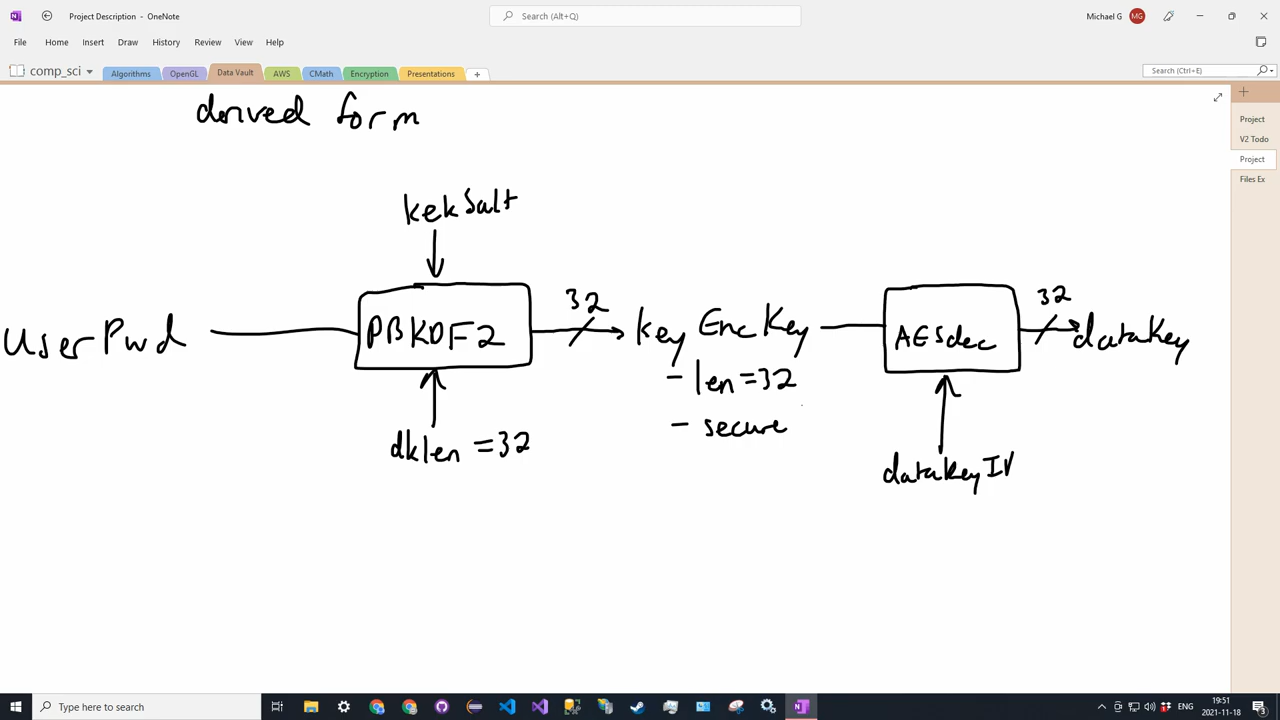 Project Description - OneNote
Search (Alt+Q)
Michael G
MG
File Home Insert Draw History Review View Help
comp_sci
Algorithms OpenGL Data Vault AWS CMath Encryption Presentations +
Search (Ctrl+E)
derived form
Project
V2 Todo
Project
Files Ex
kekSalt
UserPwd
PBKDF2
32
keyEncKey
- len=32
- secure
AESdec
32
dataKey
dklen = 32
dataKeyIV
Type here to search
ENG
19:51
2021-11-18